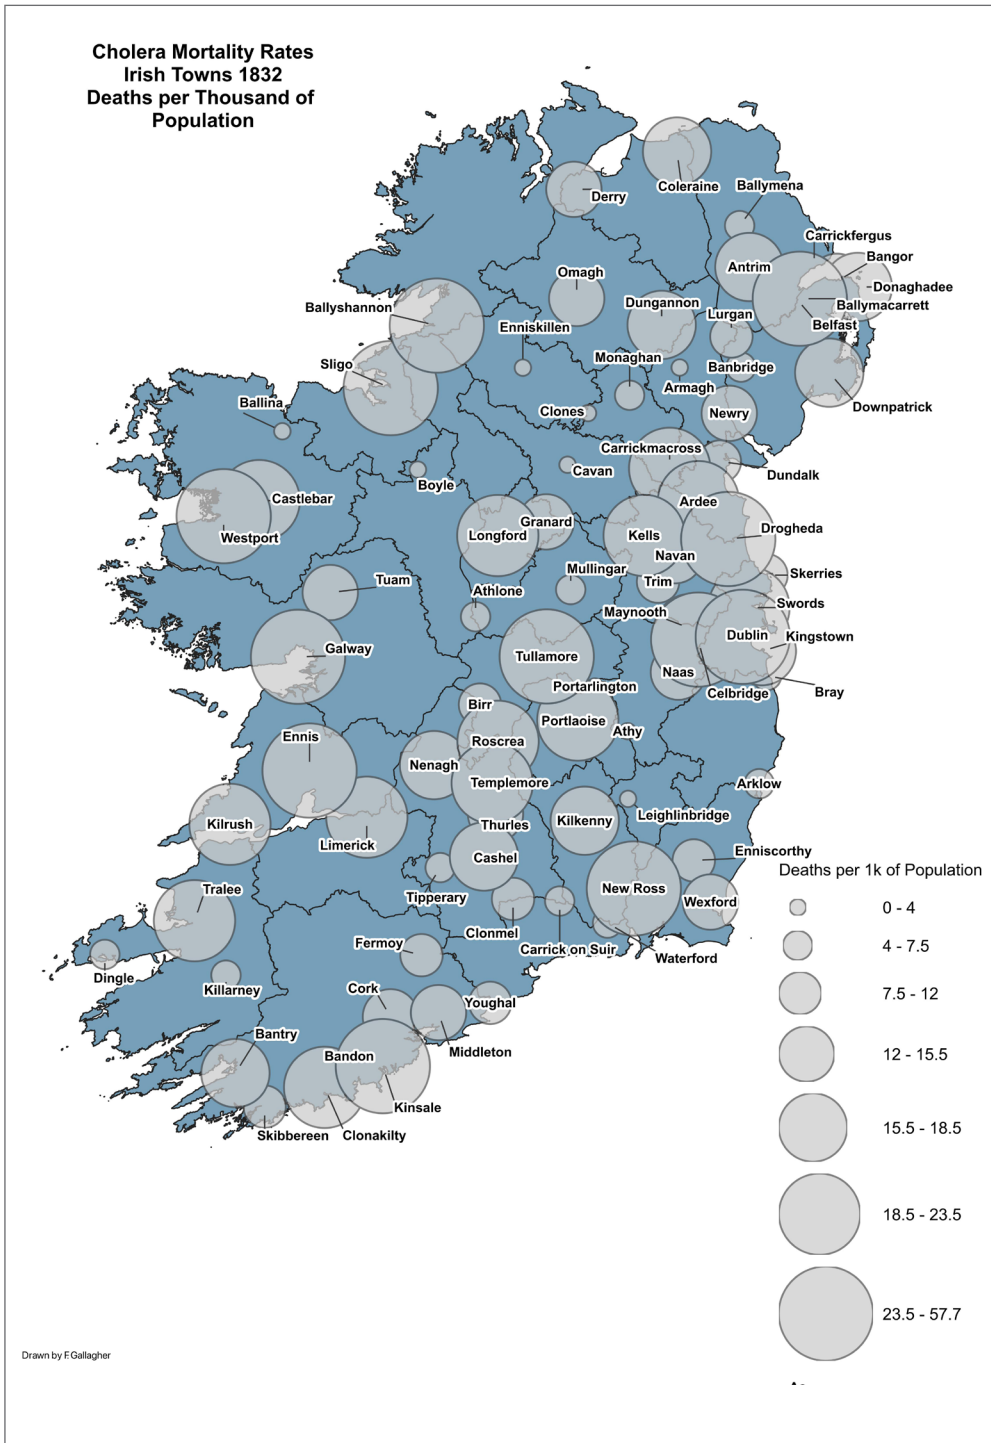 Cholera Mortality Rates
Irish Towns 1832
Deaths per Thousand of
Population
Coleraine
Ballymena
Derry
Carrickfergus
Bangor
Antrim
Omagh
Donaghadee
Dungannon
Ballymacarrett
Ballyshannon
Lurgan
Belfast
Enniskillen
Monaghan
Sligo
Banbridge
Armagh
Ballina
Clones
Newry
Downpatrick
Carrickmacross
Cavan
Dundalk
Boyle
Castlebar
Ardee
Granard
Drogheda
Westport
Longford
Kells
Navan
Mullingar
Skerries
Tuam
Trim
Athlone
Swords
Maynooth
Dublin
Kingstown
Galway
Tullamore
Naas
Portarlington
Celbridge
Bray
Birr
Portlaoise
Athy
Ennis
Roscrea
Nenagh
Templemore
Arklow
Leighlinbridge
Kilrush
Thurles
Kilkenny
Limerick
Enniscorthy
Cashel
Tralee
New Ross
Tipperary
Wexford
Clonmel
Fermoy
Carrick on Suir
Waterford
Dingle
Killarney
Cork
Youghal
Bantry
Middleton
Bandon
Kinsale
Skibbereen
Clonakilty
Deaths per 1k of Population
0 - 4
4 - 7.5
7.5 - 12
12 - 15.5
15.5 - 18.5
18.5 - 23.5
23.5 - 57.7
Drawn by F.Gallagher